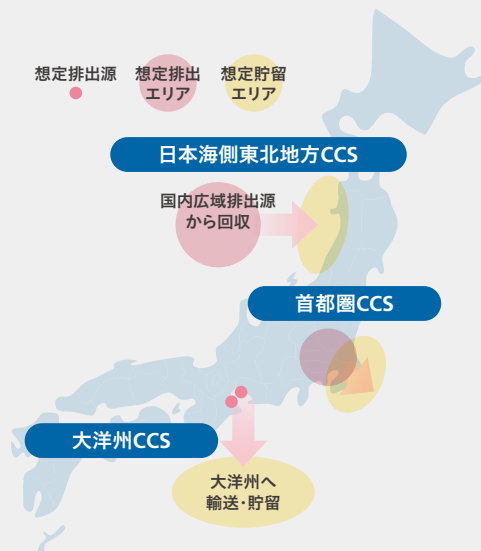 想定排出源
想定排出
エリア
想定貯留
エリア
日本海側東北地方CCS
国内広域排出源
から回収
首都圏CCS
大洋州CCS
大洋州へ
輸送・貯留